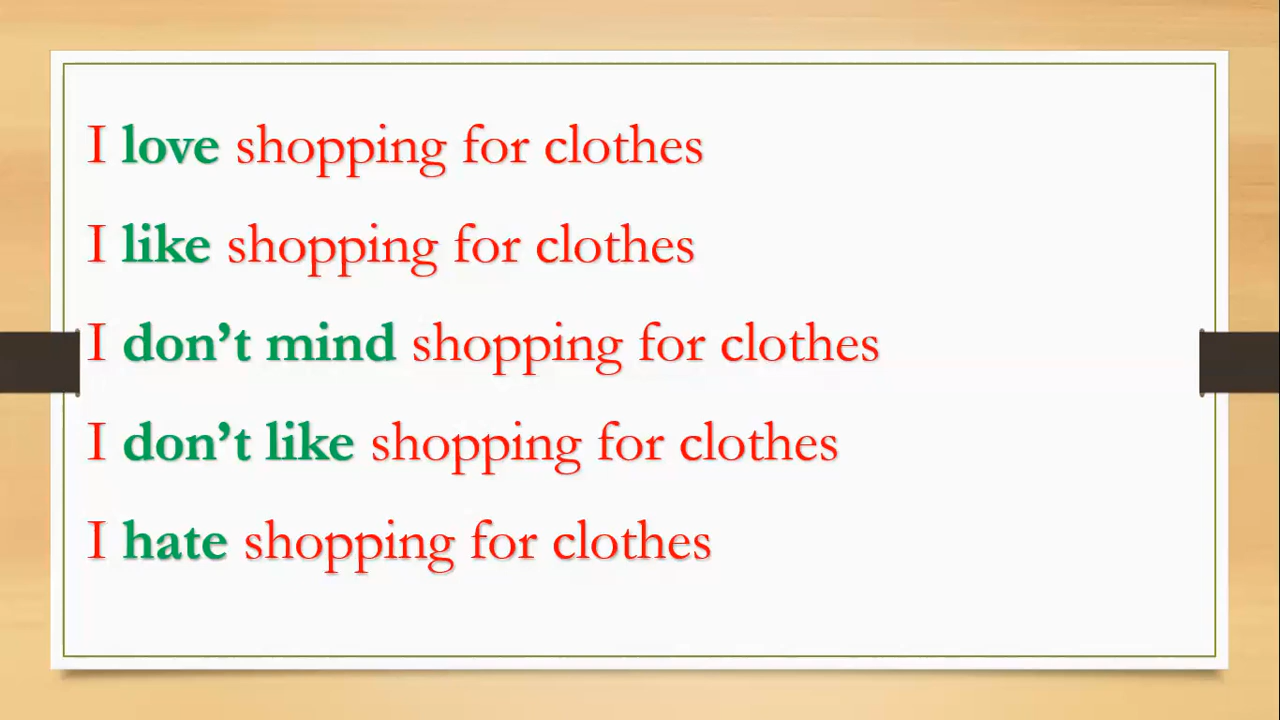 I love shopping for clothes
I like shopping for clothes
I don’t mind shopping for clothes
I don’t like shopping for clothes
I hate shopping for clothes